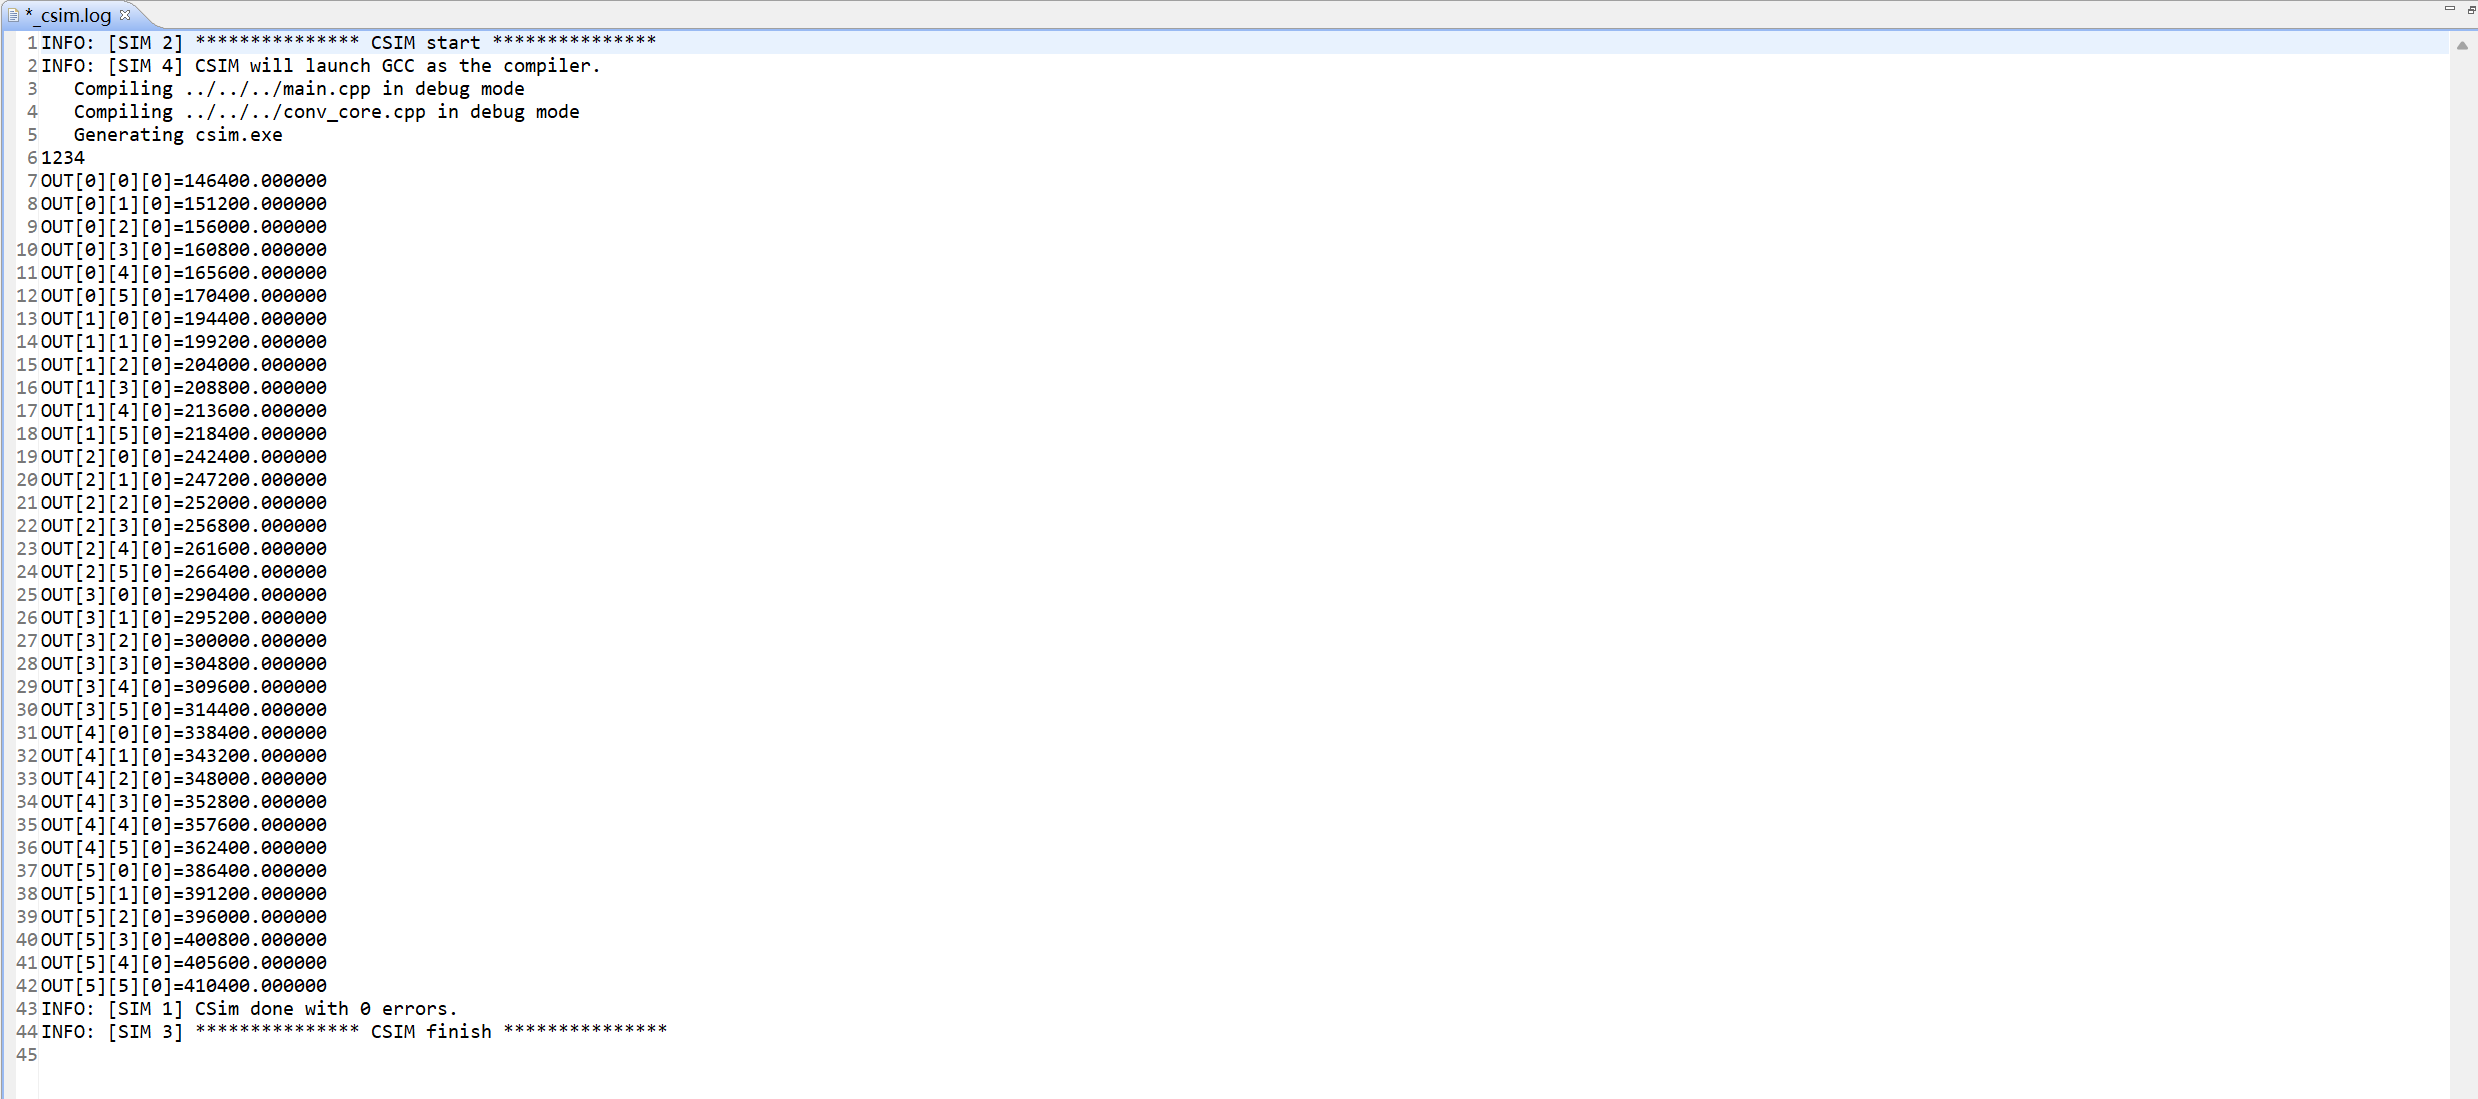 *_csim.log
1 INFO: [SIM 2] *************** CSIM start ***************
2 INFO: [SIM 4] CSIM will launch GCC as the compiler.
3    Compiling ../../../main.cpp in debug mode
4    Compiling ../../../conv_core.cpp in debug mode
5    Generating csim.exe
6 1234
7 OUT[0][0][0]=146400.000000
8 OUT[0][1][0]=151200.000000
9 OUT[0][2][0]=156000.000000
10 OUT[0][3][0]=160800.000000
11 OUT[0][4][0]=165600.000000
12 OUT[0][5][0]=170400.000000
13 OUT[1][0][0]=194400.000000
14 OUT[1][1][0]=199200.000000
15 OUT[1][2][0]=204000.000000
16 OUT[1][3][0]=208800.000000
17 OUT[1][4][0]=213600.000000
18 OUT[1][5][0]=218400.000000
19 OUT[2][0][0]=242400.000000
20 OUT[2][1][0]=247200.000000
21 OUT[2][2][0]=252000.000000
22 OUT[2][3][0]=256800.000000
23 OUT[2][4][0]=261600.000000
24 OUT[2][5][0]=266400.000000
25 OUT[3][0][0]=290400.000000
26 OUT[3][1][0]=295200.000000
27 OUT[3][2][0]=300000.000000
28 OUT[3][3][0]=304800.000000
29 OUT[3][4][0]=309600.000000
30 OUT[3][5][0]=314400.000000
31 OUT[4][0][0]=338400.000000
32 OUT[4][1][0]=343200.000000
33 OUT[4][2][0]=348000.000000
34 OUT[4][3][0]=352800.000000
35 OUT[4][4][0]=357600.000000
36 OUT[4][5][0]=362400.000000
37 OUT[5][0][0]=386400.000000
38 OUT[5][1][0]=391200.000000
39 OUT[5][2][0]=396000.000000
40 OUT[5][3][0]=400800.000000
41 OUT[5][4][0]=405600.000000
42 OUT[5][5][0]=410400.000000
43 INFO: [SIM 1] CSim done with 0 errors.
44 INFO: [SIM 3] *************** CSIM finish ***************
45